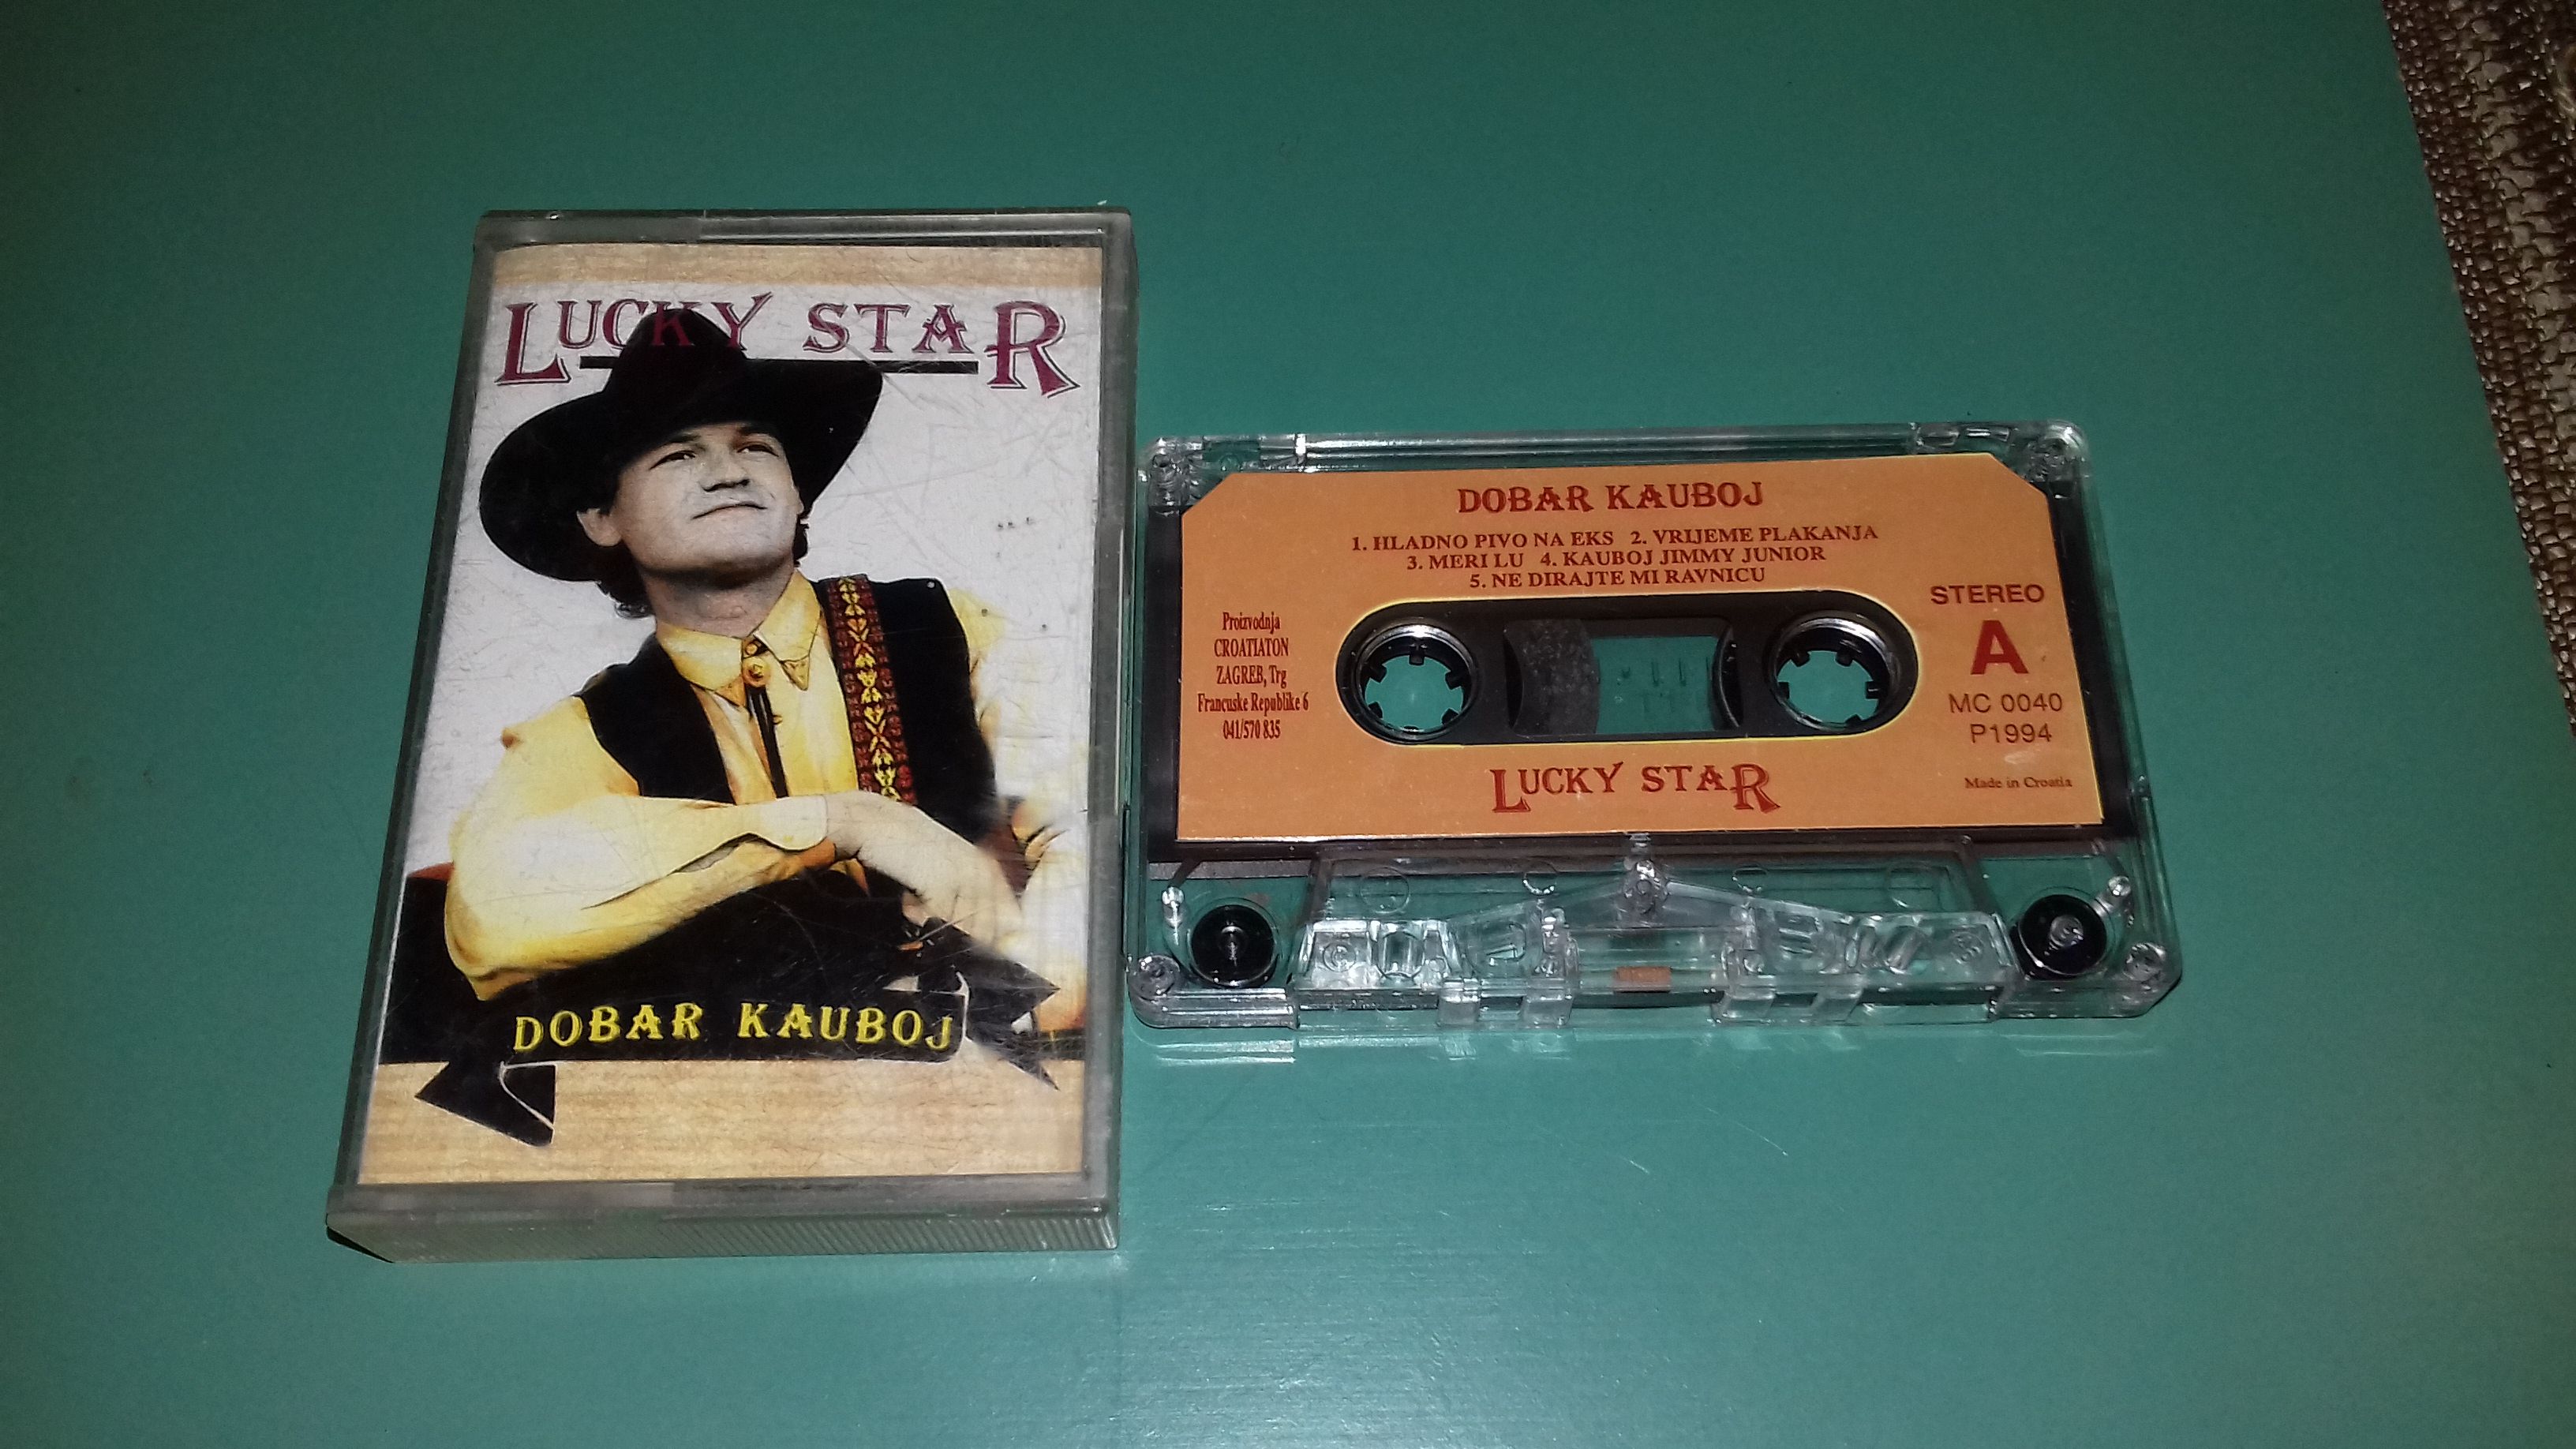 LUCKY STAR
DOBAR KAUBOJ
DOBAR KAUBOJ
1. HLADNO PIVO NA EKS 2. VRIJEME PLAKANJA
3. MERI LU 4. KAUBOJ JIMMY JUNIOR
5. NE DIRAJTE MI RAVNICU
Proizvodnja
CROATIATON
ZAGREB, Trg
Francuske Republike 6
041/570 835
STEREO
A
MC 0040
P1994
Made in Croatia
LUCKY STAR